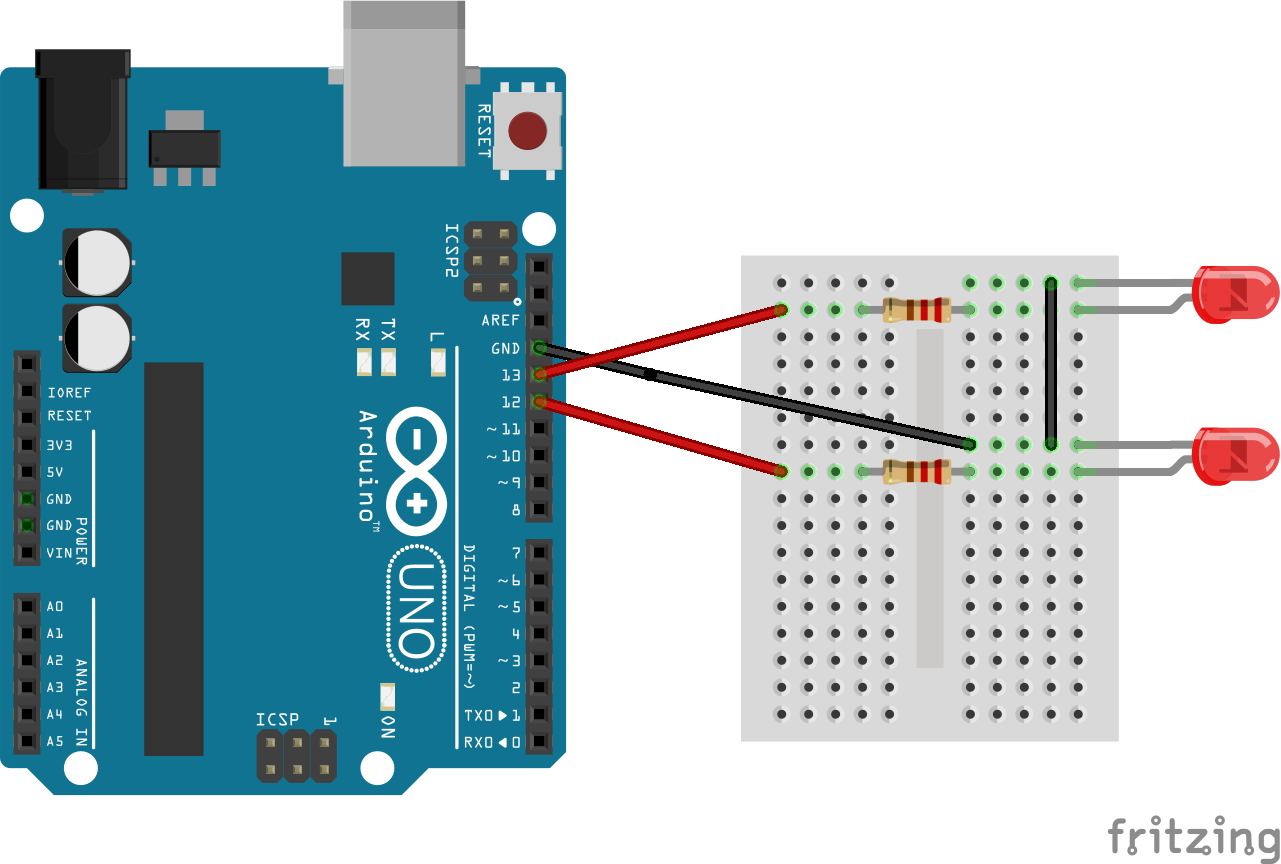 RESET
ICSP2
AREF
GND
13
12
~11
~10
~9
8
7
~6
~5
4
~3
2
TX0▶1
RX0◀0
RX
TX
L
Arduino™
UNO
DIGITAL (PWM=~)
IOREF
RESET
3V3
5V
GND
GND
VIN
POWER
A0
A1
A2
A3
A4
A5
ANALOG IN
ICSP
1
ON
fritzing